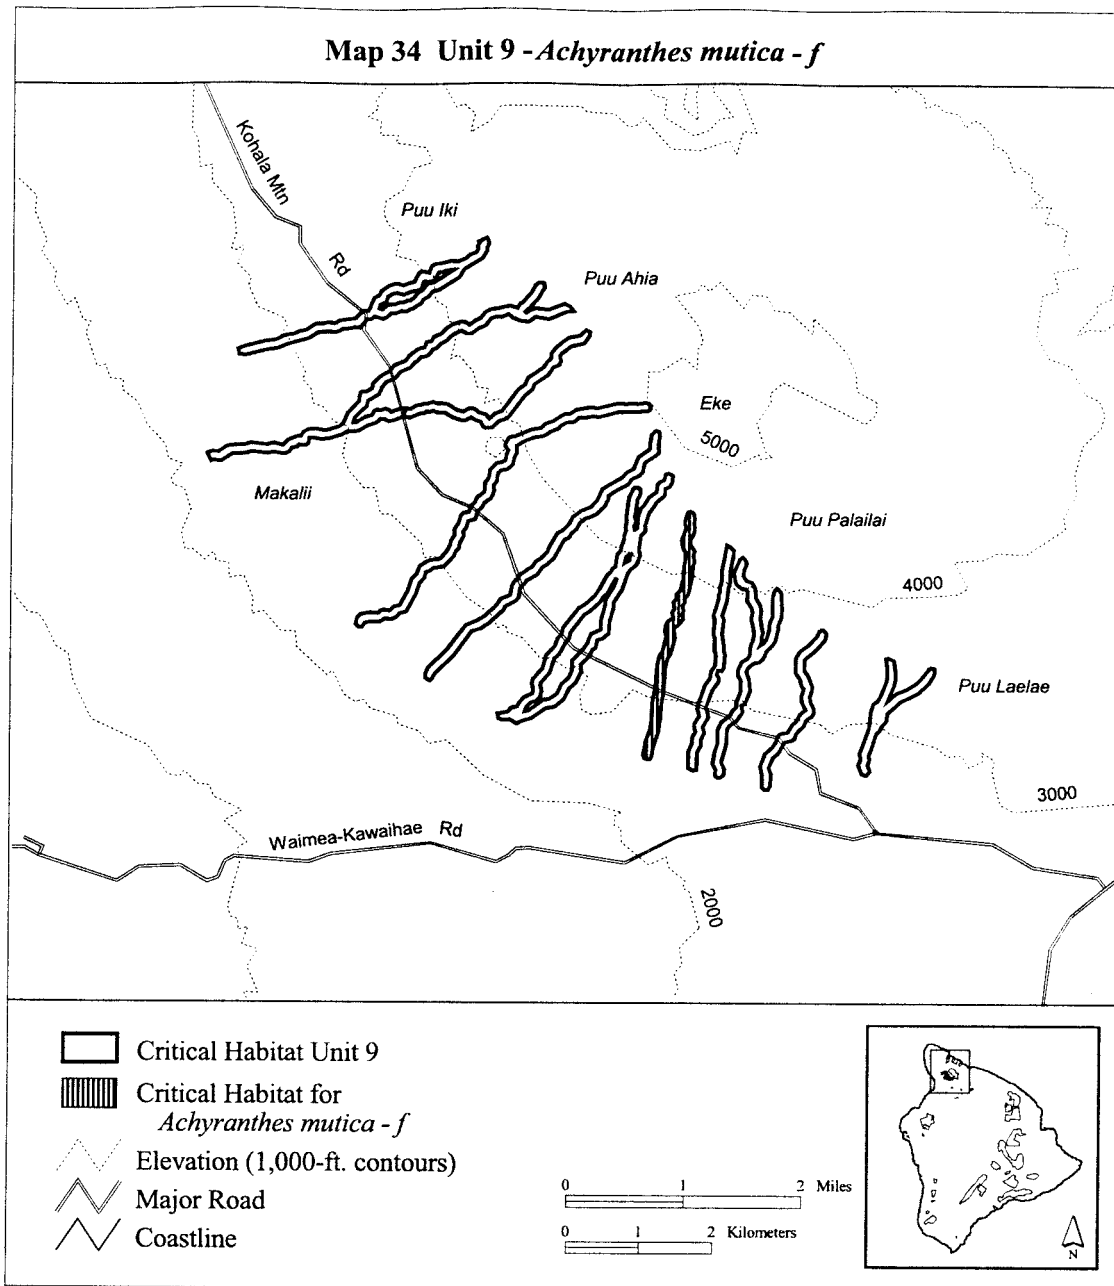 Map 34 Unit 9 - Achyranthes mutica - f
Kohala Mtn
Rd
Puu Iki
Puu Ahia
Eke
5000
Makalii
Puu Palailai
4000
Puu Laelae
3000
Waimea-Kawaihae Rd
2000
Critical Habitat Unit 9
Critical Habitat for
Achyranthes mutica - f
Elevation (1,000-ft. contours)
Major Road
Coastline
0 1 2 Miles
0 1 2 Kilometers
N